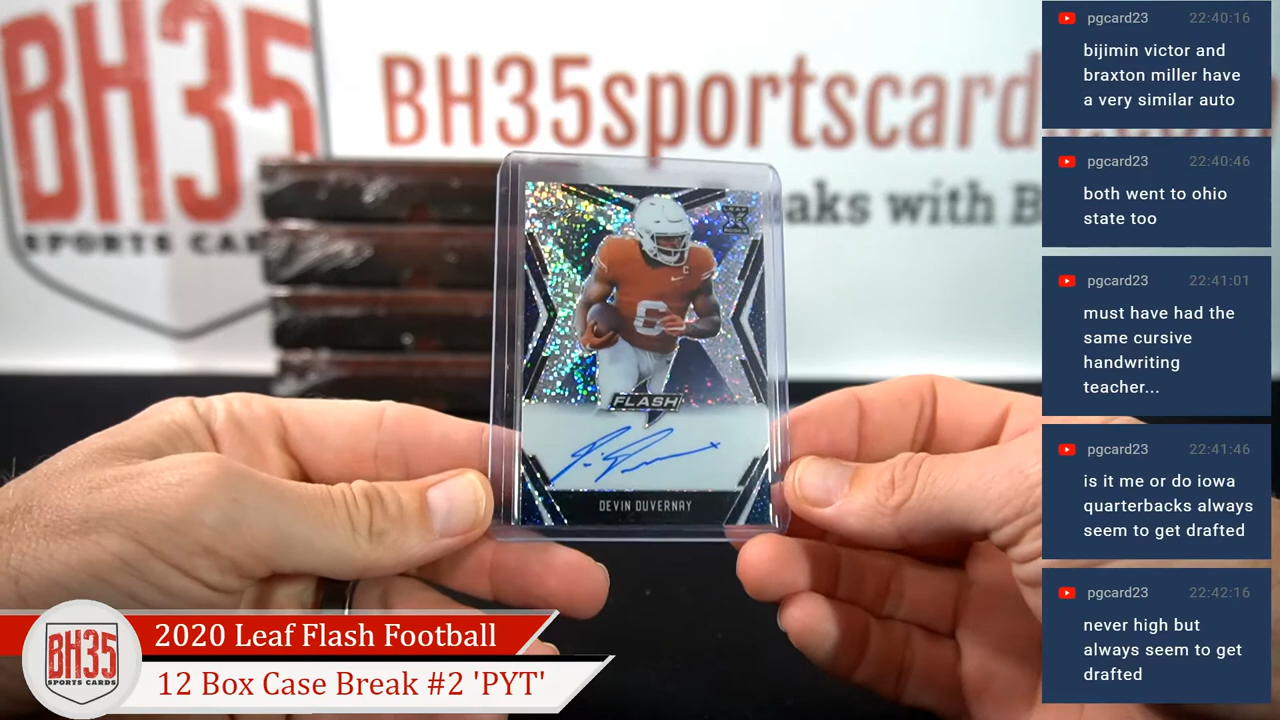 BH35
SPORTS CARDS
BH35sportscard
aks with B
LEAF
X
ROOKIE
C
6
FLASH
DEVIN DUVERNAY
BH35
SPORTS CARDS
2020 Leaf Flash Football
12 Box Case Break #2 'PYT'
pgcard23 22:40:16
bijimin victor and
braxton miller have
a very similar auto
pgcard23 22:40:46
both went to ohio
state too
pgcard23 22:41:01
must have had the
same cursive
handwriting
teacher...
pgcard23 22:41:46
is it me or do iowa
quarterbacks always
seem to get drafted
pgcard23 22:42:16
never high but
always seem to get
drafted